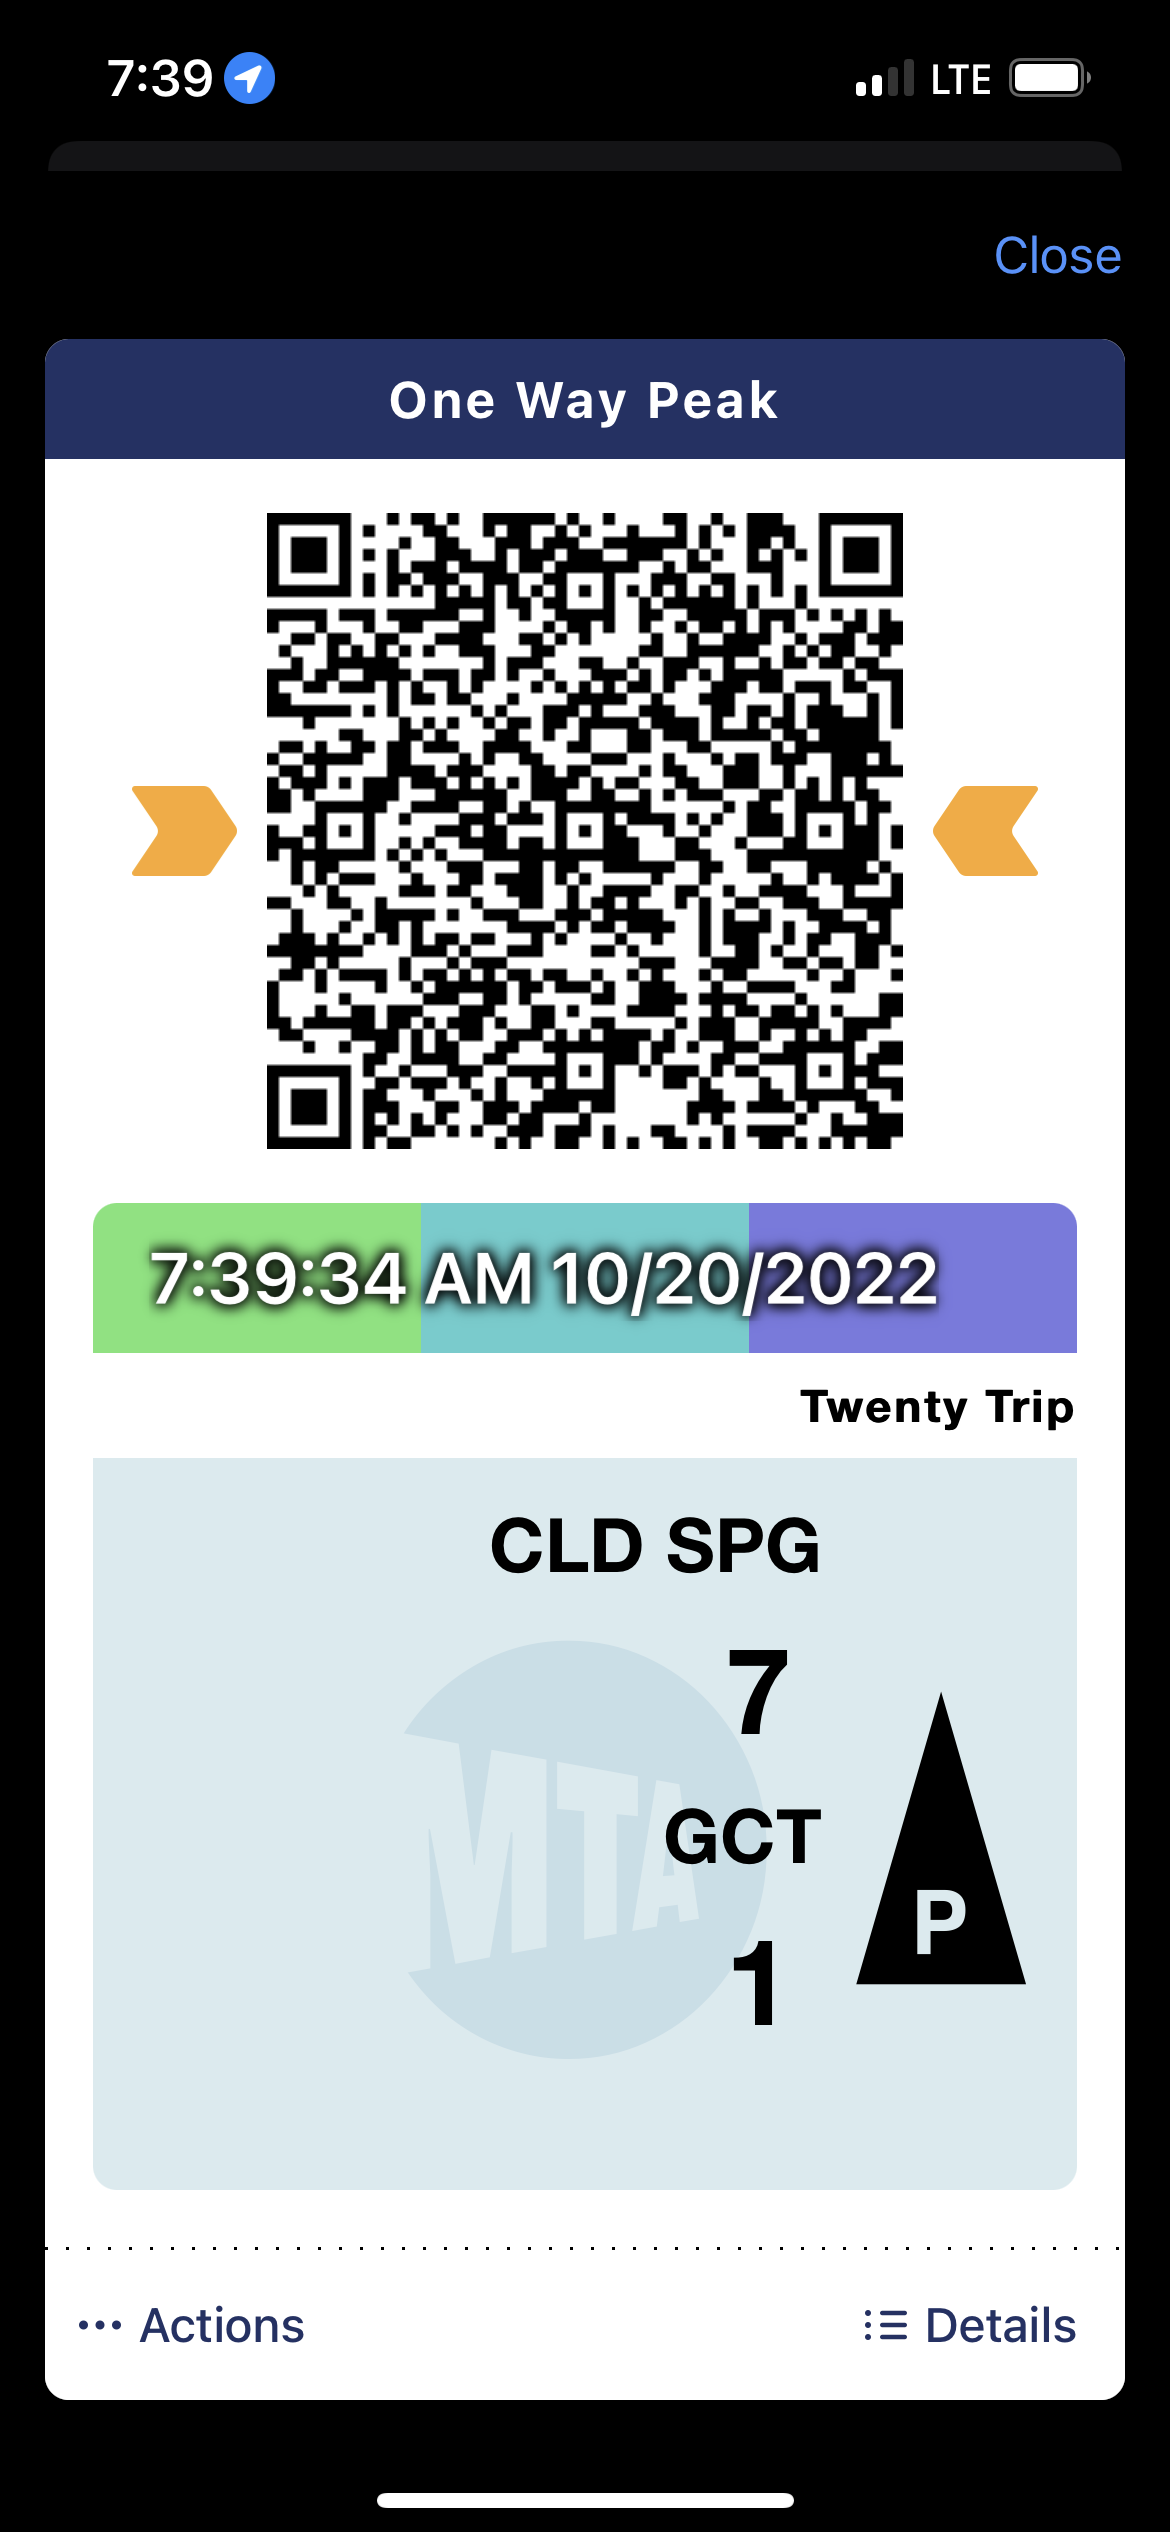 7:39
LTE
Close
One Way Peak
7:39:34 AM 10/20/2022
Twenty Trip
CLD SPG
7
MTA
GCT
P
1
Actions
Details